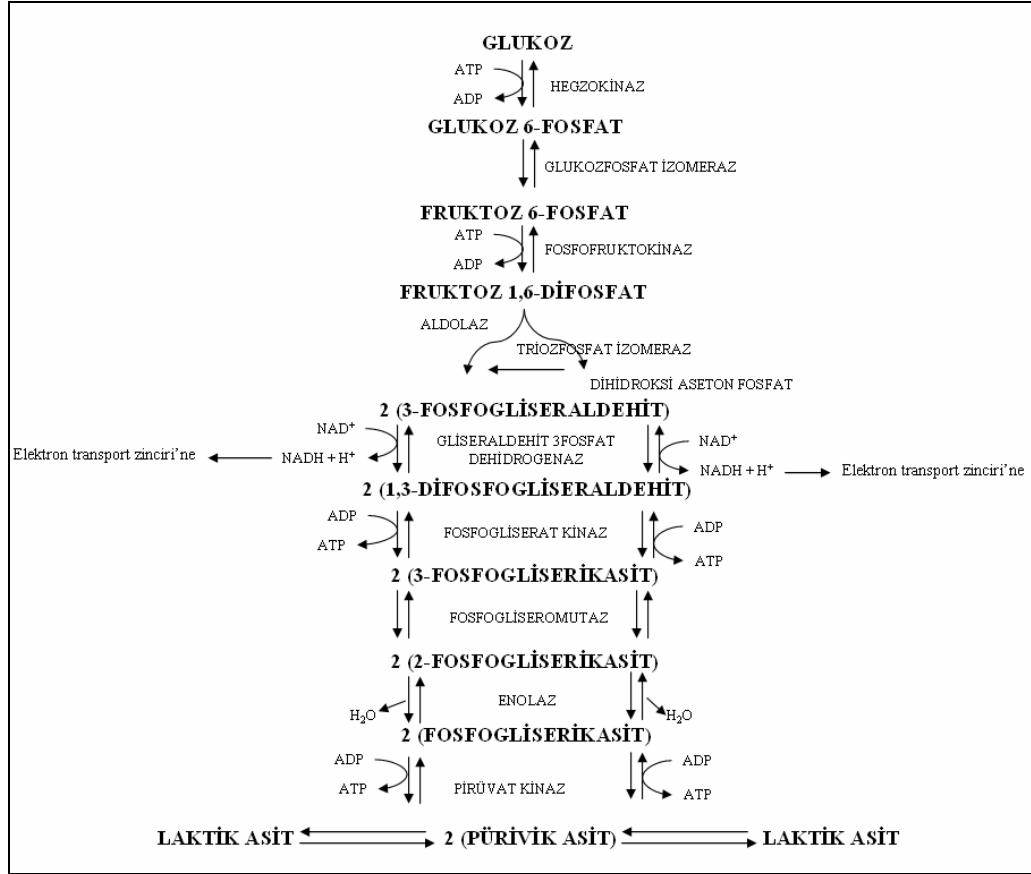 GLUKOZ
ATP
HEGZOKİNAZ
ADP
GLUKOZ 6-FOSFAT
GLUKOZFOSFAT İZOMERAZ
FRUKTOZ 6-FOSFAT
ATP
FOSFOFRUKTOKİNAZ
ADP
FRUKTOZ 1,6-DİFOSFAT
ALDOLAZ
TRİOZFOSFAT İZOMERAZ
DİHİDROKSİ ASETON FOSFAT
2 (3-FOSFOGLİSERALDEHİT)
NAD⁺ GLİSERALDEHİT 3FOSFAT NAD⁺
Elektron transport zinciri’ne NADH + H⁺ DEHİDROGENAZ NADH + H⁺ Elektron transport zinciri’ne
2 (1,3-DİFOSFOGLİSERALDEHİT)
ADP FOSFOGLİSERAT KİNAZ ADP
ATP ATP
2 (3-FOSFOGLİSERİKASİT)
FOSFOGLİSEROMUTAZ
2 (2-FOSFOGLİSERİKASİT)
H₂O ENOLAZ H₂O
2 (FOSFOGLİSERİKASİT)
ADP ADP
ATP PİRÜVAT KİNAZ ATP
LAKTİK ASİT 2 (PÜRİVİK ASİT) LAKTİK ASİT